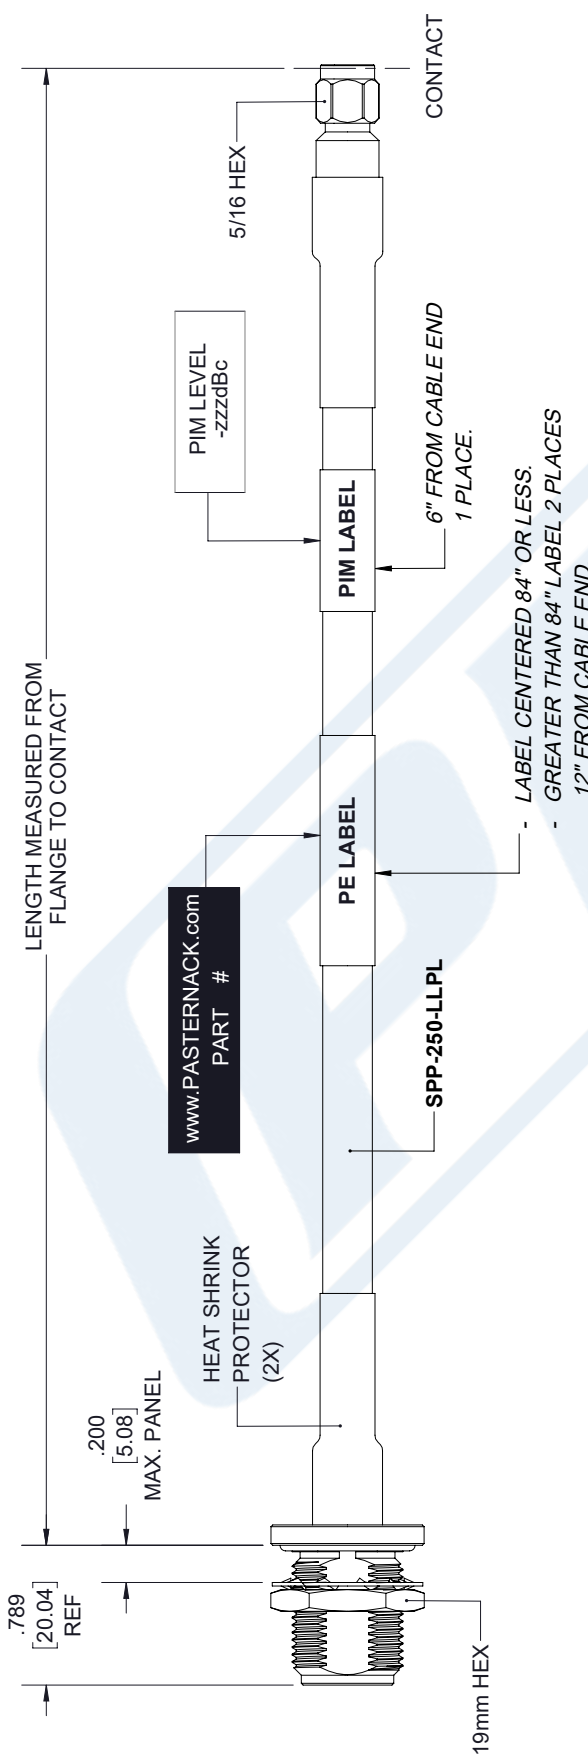 .789
[20.04]
REF
.200
[5.08]
MAX. PANEL
LENGTH MEASURED FROM
FLANGE TO CONTACT
19mm HEX
HEAT SHRINK
PROTECTOR
(2X)
www.PASTERNACK.com
PART #
PIM LEVEL
-zzzdBc
5/16 HEX
PE LABEL
PIM LABEL
SPP-250-LLPL
CONTACT
6" FROM CABLE END
1 PLACE.
- LABEL CENTERED 84" OR LESS.
- GREATER THAN 84" LABEL 2 PLACES
12" FROM CABLE END